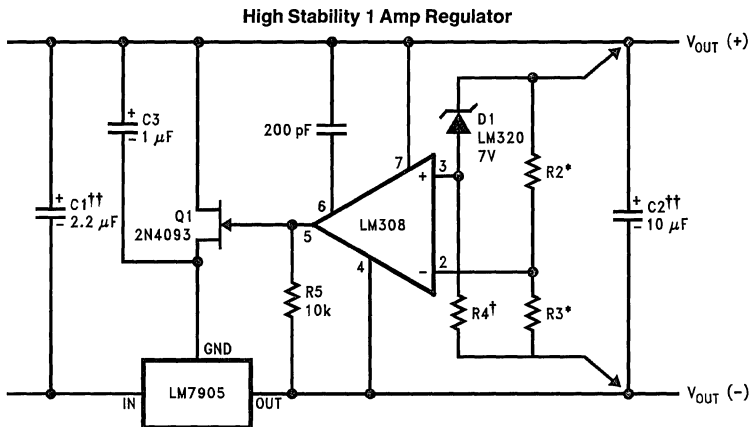 High Stability 1 Amp Regulator
VOUT (+)
+ C3
− 1 μF
200 pF
D1
LM320
7V
7
3
+
R2*
+ C1††
− 2.2 μF
Q1
2N4093
6
5
LM308
+ C2††
− 10 μF
4
−
2
R5
10k
R4†
R3*
GND
LM7905
IN
OUT
VOUT (−)